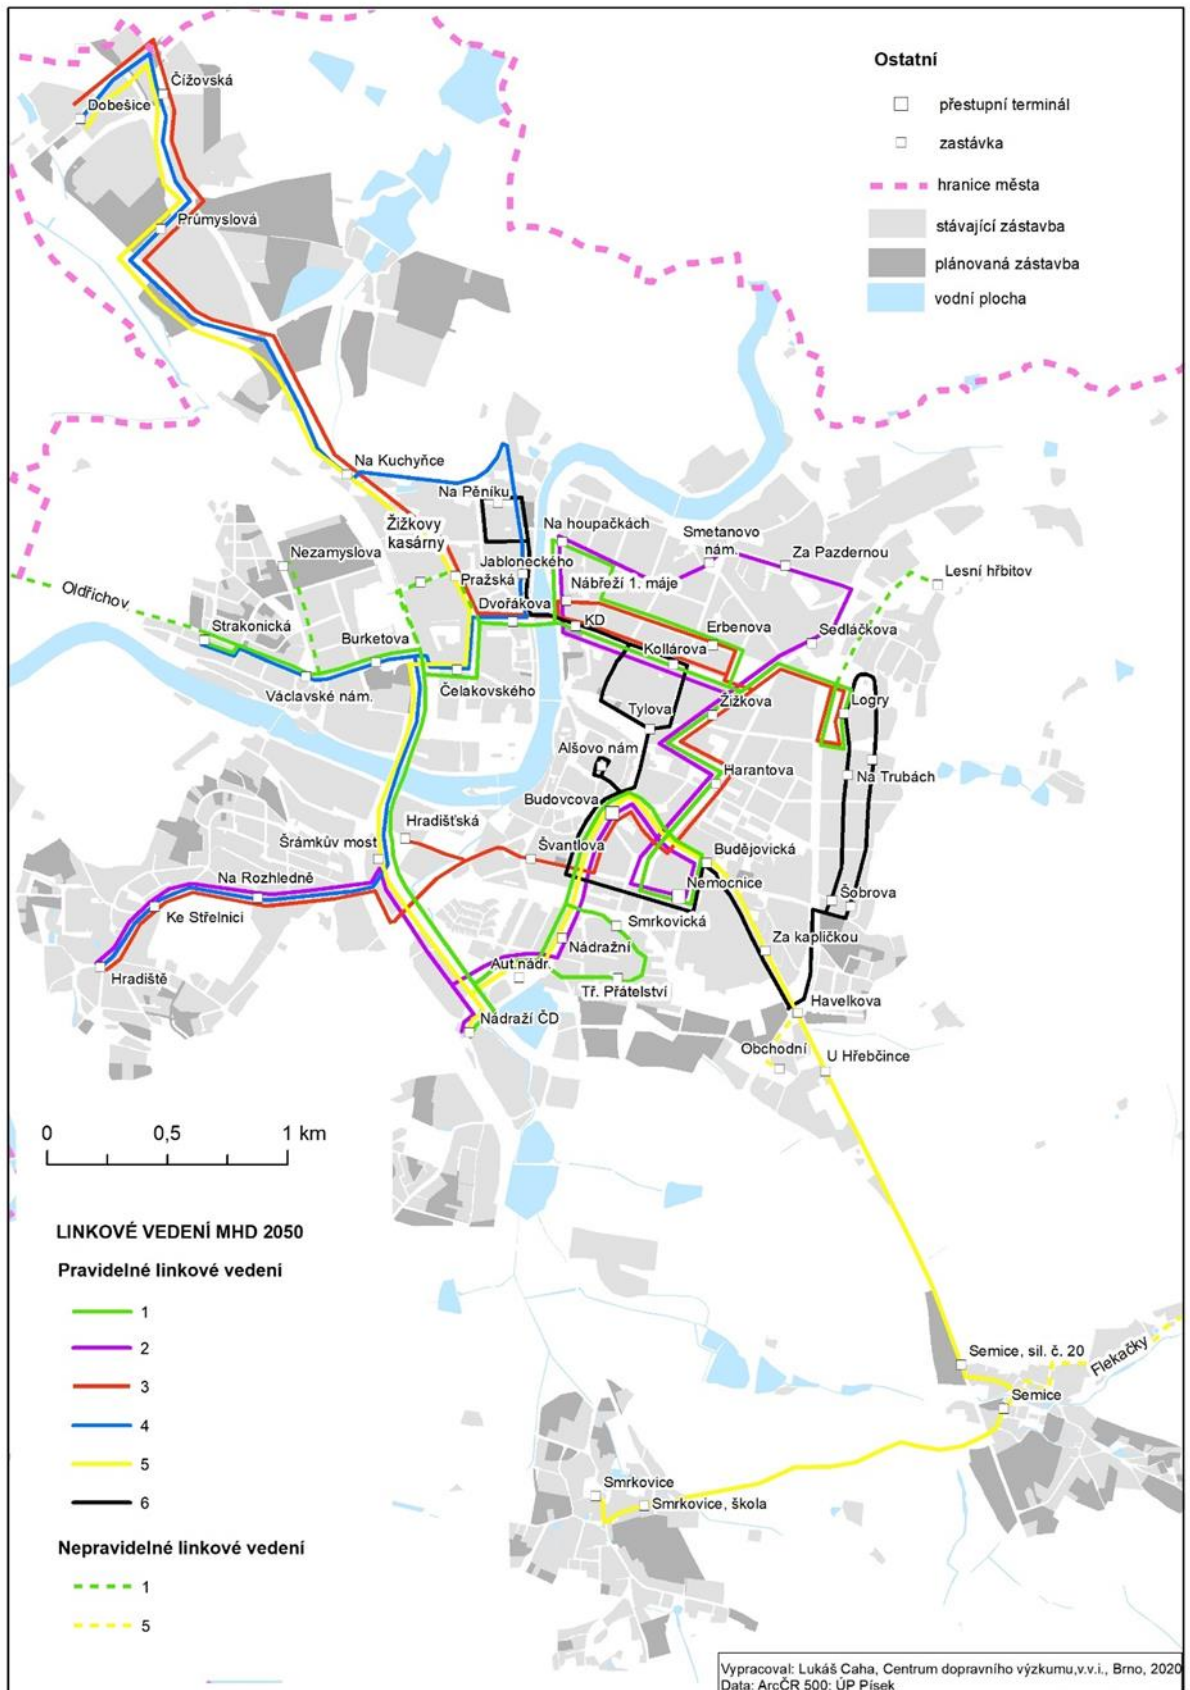 Ostatní
přestupní terminál
zastávka
hranice města
stávající zástavba
plánovaná zástavba
vodní plocha
Čížovská
Dobešice
Průmyslová
Na Kuchyňce
Na Pěníku
Žižkovy
kasárny
Na houpačkách
Smetanovo
nám.
Za Pazdernou
Nezamyslova
Jabloneckého
Lesní hřbitov
Pražská
Nábřeží 1. máje
Oldřichov
Dvořákova
KD
Strakonická
Erbenova
Sedláčkova
Burketova
Kollárova
Václavské nám.
Čelakovského
Žižkova
Logry
Tylova
Alšovo nám
Harantova
Na Trubách
Budovcova
Hradišťská
Šrámkův most
Švantlova
Budějovická
Na Rozhledně
Nemocnice
Šobrova
Ke Střelnici
Smrkovická
Nádražní
Za kapličkou
Aut.nádr.
Hradiště
Tř. Přátelství
Havelkova
Nádraží ČD
Obchodní
U Hřebčince
0 0,5 1 km
LINKOVÉ VEDENÍ MHD 2050
Pravidelné linkové vedení
1
2
3
4
5
6
Nepravidelné linkové vedení
1
5
Semice, sil. č. 20
Flekačky
Semice
Smrkovice
Smrkovice, škola
Vypracoval: Lukáš Caha, Centrum dopravního výzkumu,v.v.i., Brno, 2020
Data: ArcČR 500; ÚP Písek